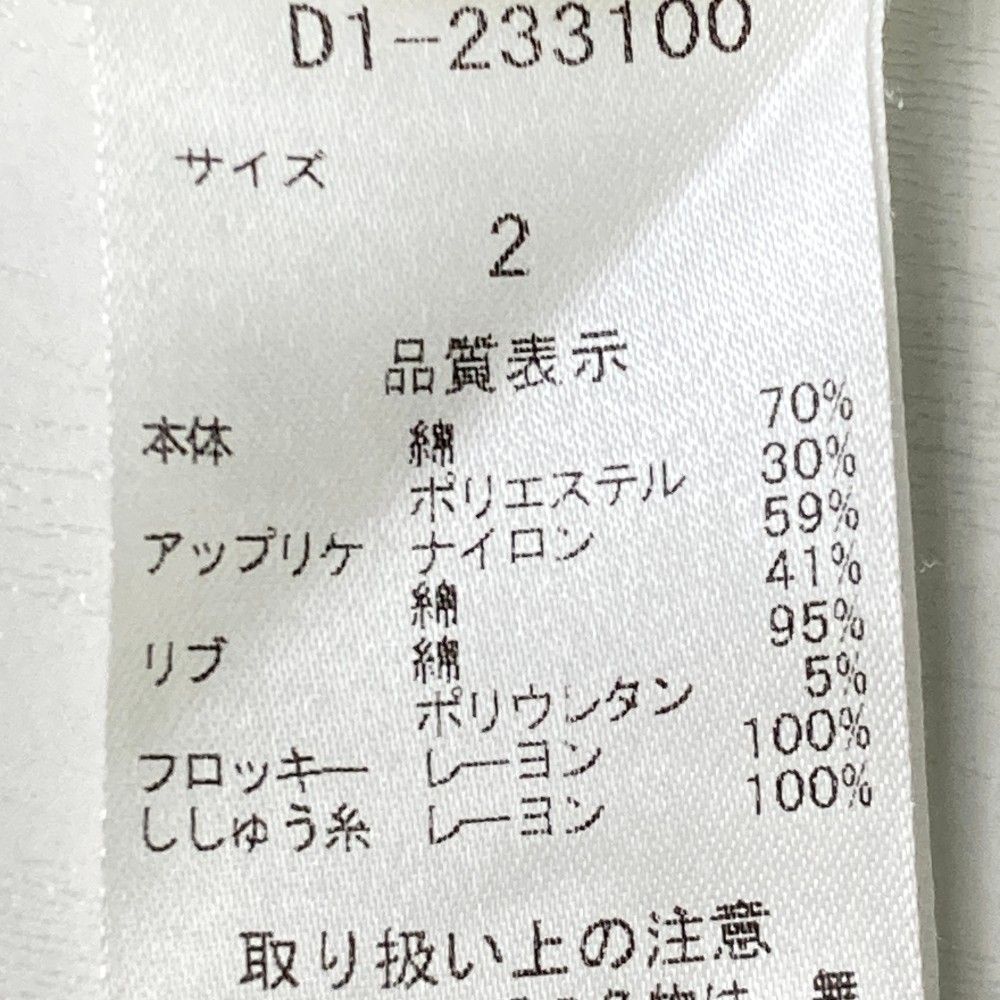 D1-233100
サイズ
2
品質表示
本体 綿 70%
ポリエステル 30%
アップリケ ナイロン 59%
綿 41%
リブ 綿 95%
ポリウレタン 5%
フロッキー レーヨン 100%
ししゅう糸 レーヨン 100%
取り扱い上の注意